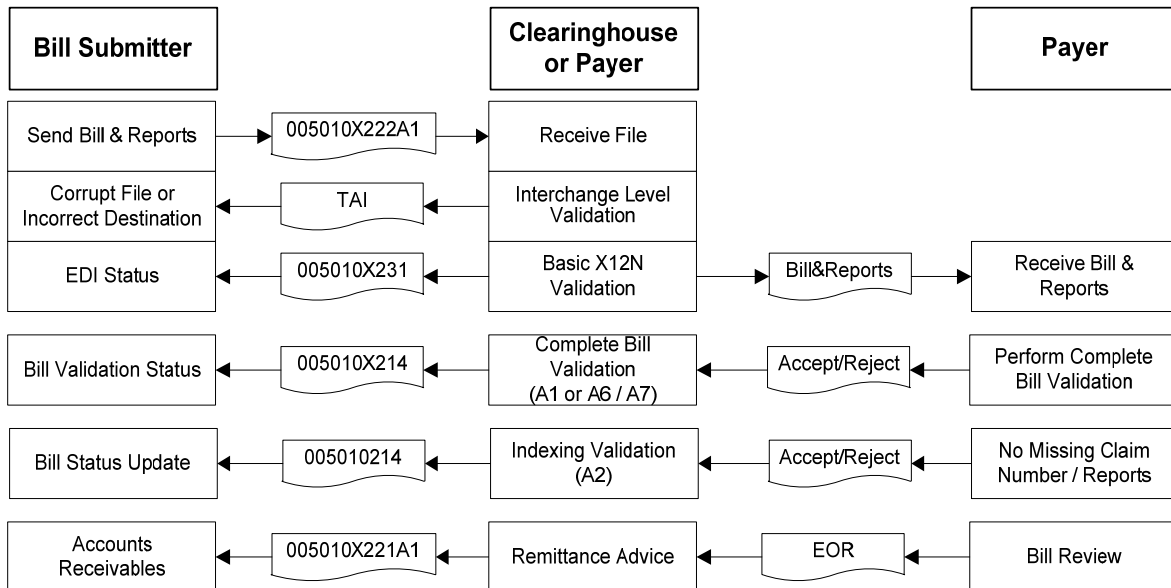 Bill Submitter
Clearinghouse
or Payer
Payer
Send Bill & Reports
005010X222A1
Receive File
Corrupt File or
Incorrect Destination
TAI
Interchange Level
Validation
EDI Status
005010X231
Basic X12N
Validation
Bill&Reports
Receive Bill &
Reports
Bill Validation Status
005010X214
Complete Bill
Validation
(A1 or A6 / A7)
Accept/Reject
Perform Complete
Bill Validation
Bill Status Update
005010214
Indexing Validation
(A2)
Accept/Reject
No Missing Claim
Number / Reports
Accounts
Receivables
005010X221A1
Remittance Advice
EOR
Bill Review